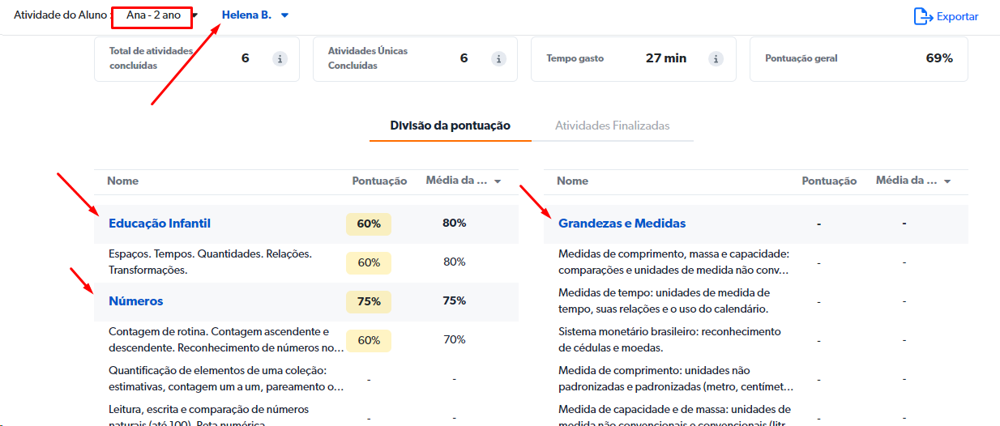 Atividade do Aluno :
Ana - 2 ano
Helena B.
Exportar
Total de atividades
concluídas
6
i
Atividades Únicas
Concluídas
6
i
Tempo gasto
27 min
i
Pontuação geral
69%
Divisão da pontuação
Atividades Finalizadas
Nome
Pontuação
Média da ...
Educação Infantil
60%
80%
Espaços. Tempos. Quantidades. Relações.
Transformações.
60%
80%
Números
75%
75%
Contagem de rotina. Contagem ascendente e
descendente. Reconhecimento de números no...
60%
70%
Quantificação de elementos de uma coleção:
estimativas, contagem um a um, pareamento o...
-
-
Leitura, escrita e comparação de números
naturais (até 100). Reta numérica.
-
-
Nome
Pontuação
Média da ...
Grandezas e Medidas
-
-
Medidas de comprimento, massa e capacidade:
comparações e unidades de medida não conv...
-
-
Medidas de tempo: unidades de medida de
tempo, suas relações e o uso do calendário.
-
-
Sistema monetário brasileiro: reconhecimento
de cédulas e moedas.
-
-
Medida de comprimento: unidades não
padronizadas e padronizadas (metro, centímet...
-
-
Medida de capacidade e de massa: unidades de
medida não convencionais e convencionais (litr
-
-